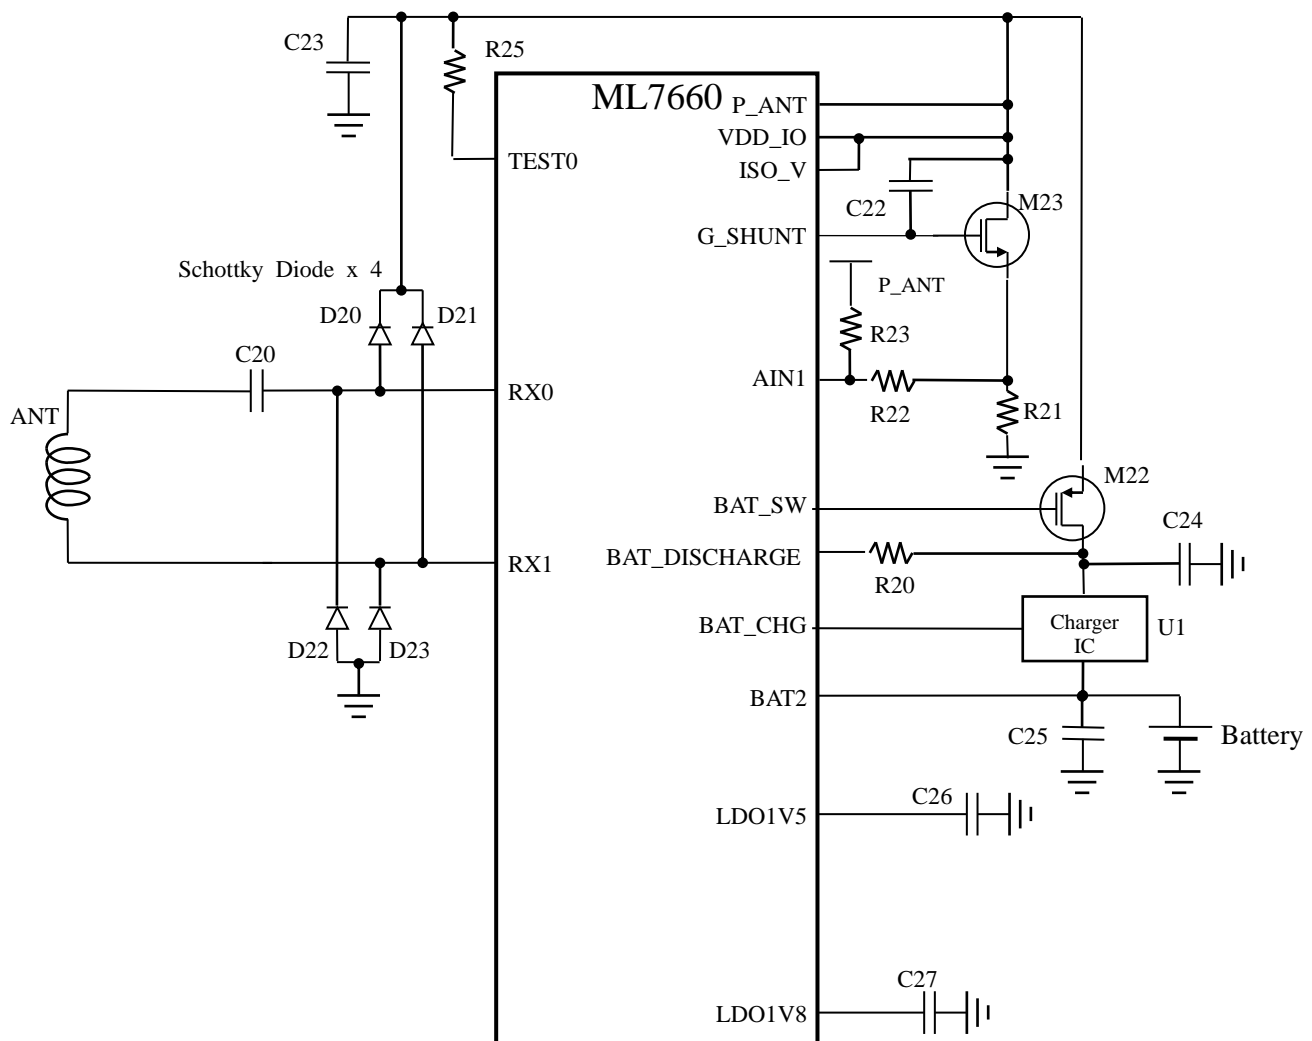 C23
R25
ML7660
P_ANT
VDD_IO
TEST0
ISO_V
C22
M23
G_SHUNT
Schottky Diode x 4
P_ANT
D20
D21
R23
C20
AIN1
RX0
R22
R21
ANT
M22
BAT_SW
C24
BAT_DISCHARGE
RX1
R20
BAT_CHG
Charger
IC
U1
D22
D23
BAT2
C25
Battery
C26
LDO1V5
C27
LDO1V8